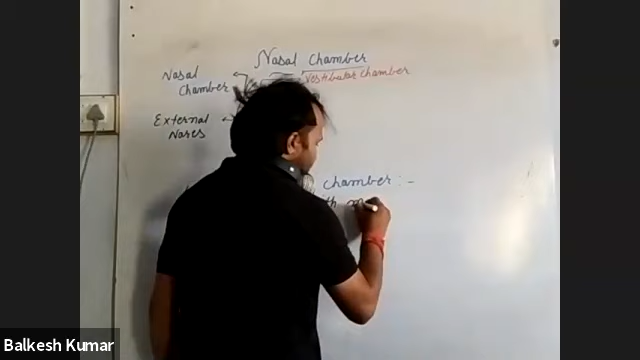 Nasal Chamber
Nasal Chamber
Vestibular chamber
External Nares
chamber :-
Balkesh Kumar